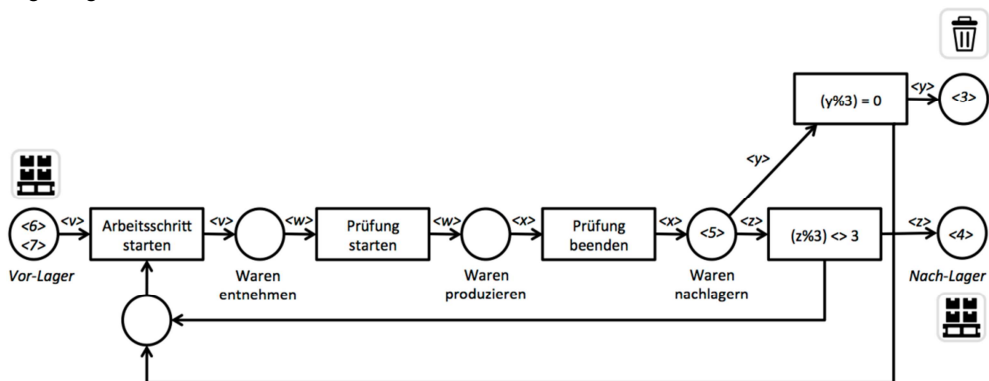 <y>
(y%3) = 0
<3>
<y>
<6>
<7>
<v>
Arbeitsschritt
starten
<v>
<w>
Prüfung
starten
<w>
<x>
Prüfung
beenden
<x>
<5>
<z>
(z%3) <> 3
<z>
<4>
Vor-Lager
Waren
entnehmen
Waren
produzieren
Waren
nachlagern
Nach-Lager